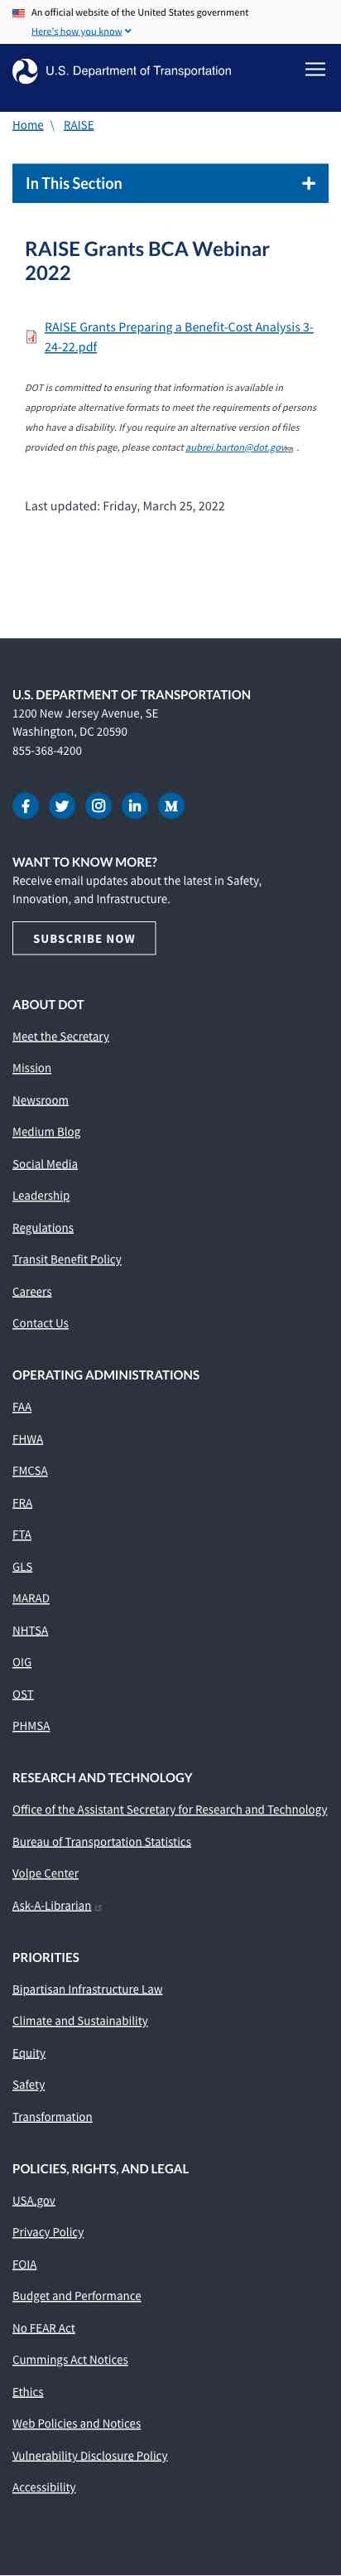 An official website of the United States government
Here's how you know
U.S. Department of Transportation
Home \ RAISE
In This Section
RAISE Grants BCA Webinar
2022
RAISE Grants Preparing a Benefit-Cost Analysis 3-
24-22.pdf
DOT is committed to ensuring that information is available in
appropriate alternative formats to meet the requirements of persons
who have a disability. If you require an alternative version of files
provided on this page, please contact aubrei.barton@dot.gov .
Last updated: Friday, March 25, 2022
U.S. DEPARTMENT OF TRANSPORTATION
1200 New Jersey Avenue, SE
Washington, DC 20590
855-368-4200
WANT TO KNOW MORE?
Receive email updates about the latest in Safety,
Innovation, and Infrastructure.
SUBSCRIBE NOW
ABOUT DOT
Meet the Secretary
Mission
Newsroom
Medium Blog
Social Media
Leadership
Regulations
Transit Benefit Policy
Careers
Contact Us
OPERATING ADMINISTRATIONS
FAA
FHWA
FMCSA
FRA
FTA
GLS
MARAD
NHTSA
OIG
OST
PHMSA
RESEARCH AND TECHNOLOGY
Office of the Assistant Secretary for Research and Technology
Bureau of Transportation Statistics
Volpe Center
Ask-A-Librarian
PRIORITIES
Bipartisan Infrastructure Law
Climate and Sustainability
Equity
Safety
Transformation
POLICIES, RIGHTS, AND LEGAL
USA.gov
Privacy Policy
FOIA
Budget and Performance
No FEAR Act
Cummings Act Notices
Ethics
Web Policies and Notices
Vulnerability Disclosure Policy
Accessibility